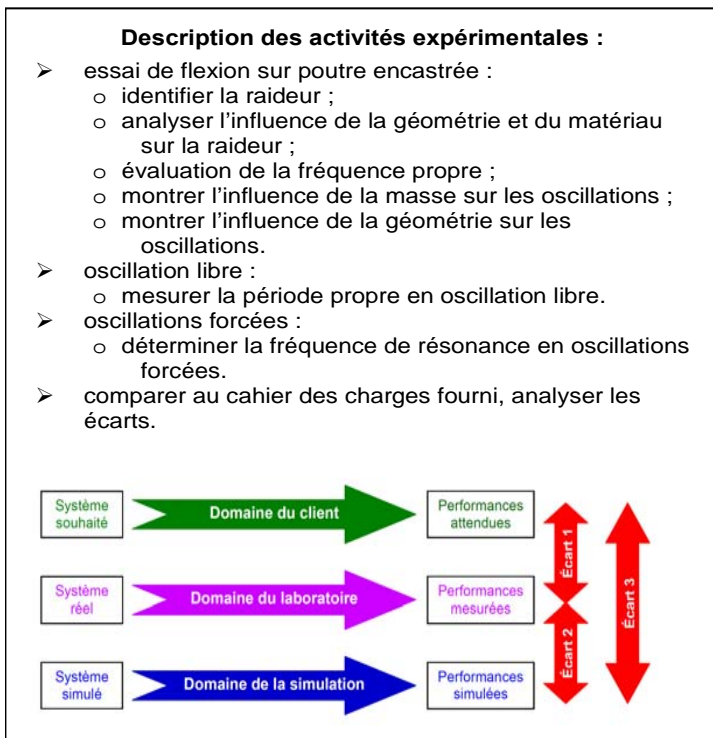 Description des activités expérimentales :
➢ essai de flexion sur poutre encastrée :
o identifier la raideur ;
o analyser l'influence de la géométrie et du matériau
sur la raideur ;
o évaluation de la fréquence propre ;
o montrer l'influence de la masse sur les oscillations ;
o montrer l'influence de la géométrie sur les
oscillations.
➢ oscillation libre :
o mesurer la période propre en oscillation libre.
➢ oscillations forcées :
o déterminer la fréquence de résonance en oscillations
forcées.
➢ comparer au cahier des charges fourni, analyser les
écarts.
Système
souhaité
Domaine du client
Performances
attendues
Écart 1
Écart 3
Système
réel
Domaine du laboratoire
Performances
mesurées
Écart 2
Système
simulé
Domaine de la simulation
Performances
simulées